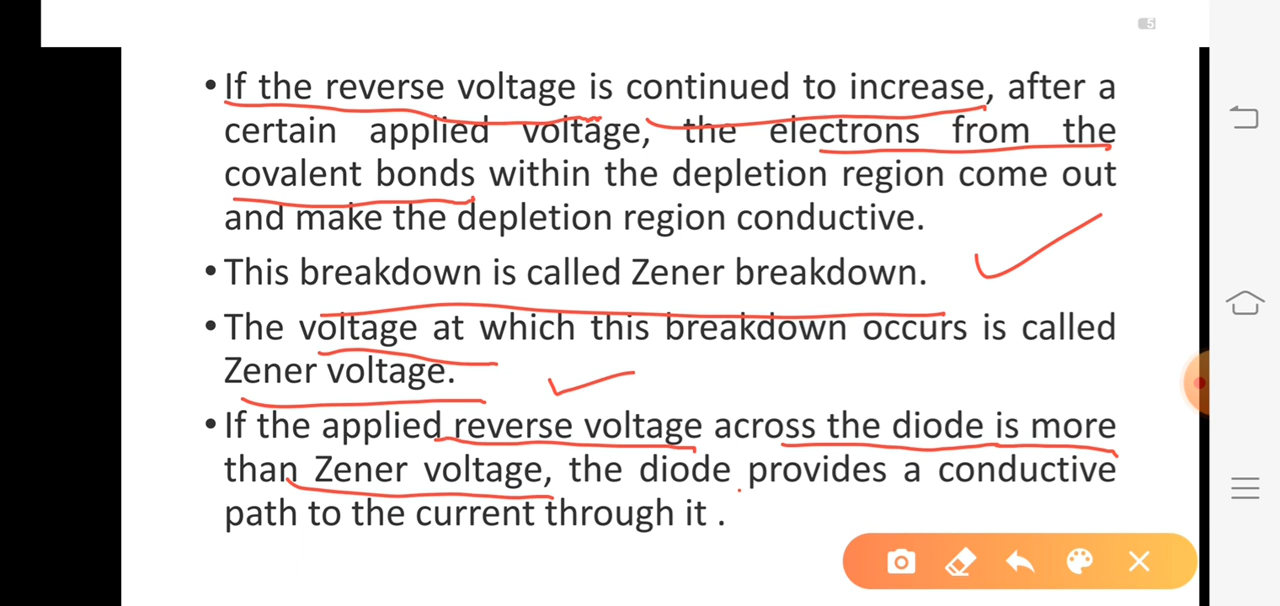 5
• If the reverse voltage is continued to increase, after a
certain applied voltage, the electrons from the
covalent bonds within the depletion region come out
and make the depletion region conductive.
• This breakdown is called Zener breakdown.
• The voltage at which this breakdown occurs is called
Zener voltage.
• If the applied reverse voltage across the diode is more
than Zener voltage, the diode provides a conductive
path to the current through it .